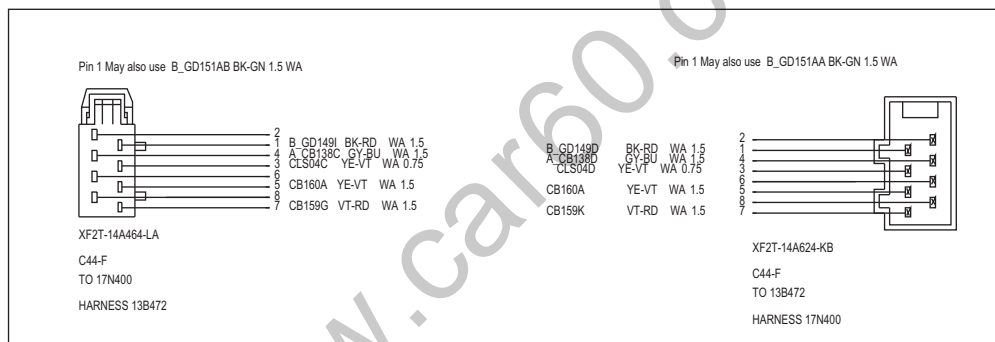 Pin 1 May also use B_GD151AB BK-GN 1.5 WA
2
1 B_GD149I BK-RD WA 1.5
4 A_CB138C GY-BU WA 1.5
3 CLS04C YE-VT WA 0.75
6
5 CB160A YE-VT WA 1.5
8
7 CB159G VT-RD WA 1.5
XF2T-14A464-LA
C44-F
TO 17N400
HARNESS 13B472
Pin 1 May also use B_GD151AA BK-GN 1.5 WA
2
B_GD149D BK-RD WA 1.5 1
A_CB138D GY-BU WA 1.5 4
CLS04D YE-VT WA 0.75 3
6
CB160A YE-VT WA 1.5 5
8
CB159K VT-RD WA 1.5 7
XF2T-14A624-KB
C44-F
TO 13B472
HARNESS 17N400
w.car60.co